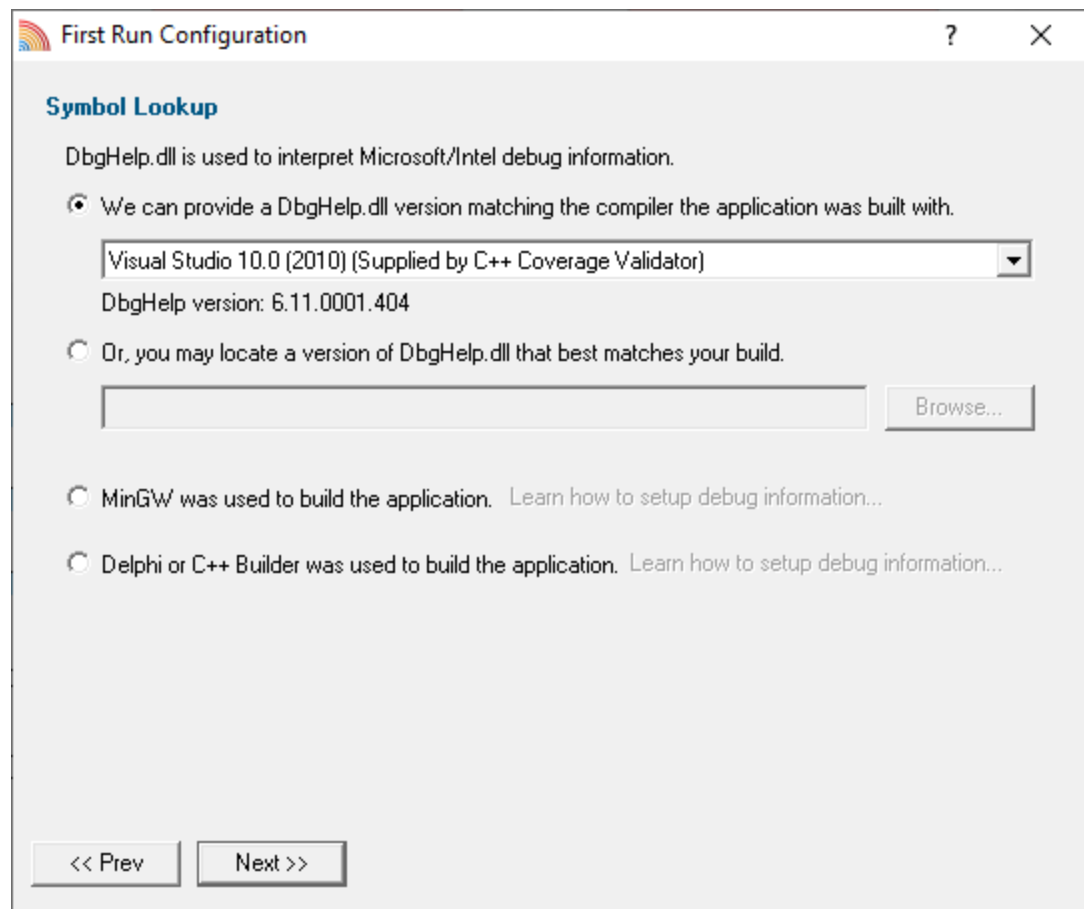 First Run Configuration ?
Symbol Lookup
DbgHelp.dll is used to interpret Microsoft/Intel debug information.
We can provide a DbgHelp.dll version matching the compiler the application was built with.
Visual Studio 10.0 (2010) (Supplied by C++ Coverage Validator)
DbgHelp version: 6.11.0001.404
Or, you may locate a version of DbgHelp.dll that best matches your build.
Browse...
MinGW was used to build the application. Learn how to setup debug information...
Delphi or C++ Builder was used to build the application. Learn how to setup debug information...
<< Prev Next >>